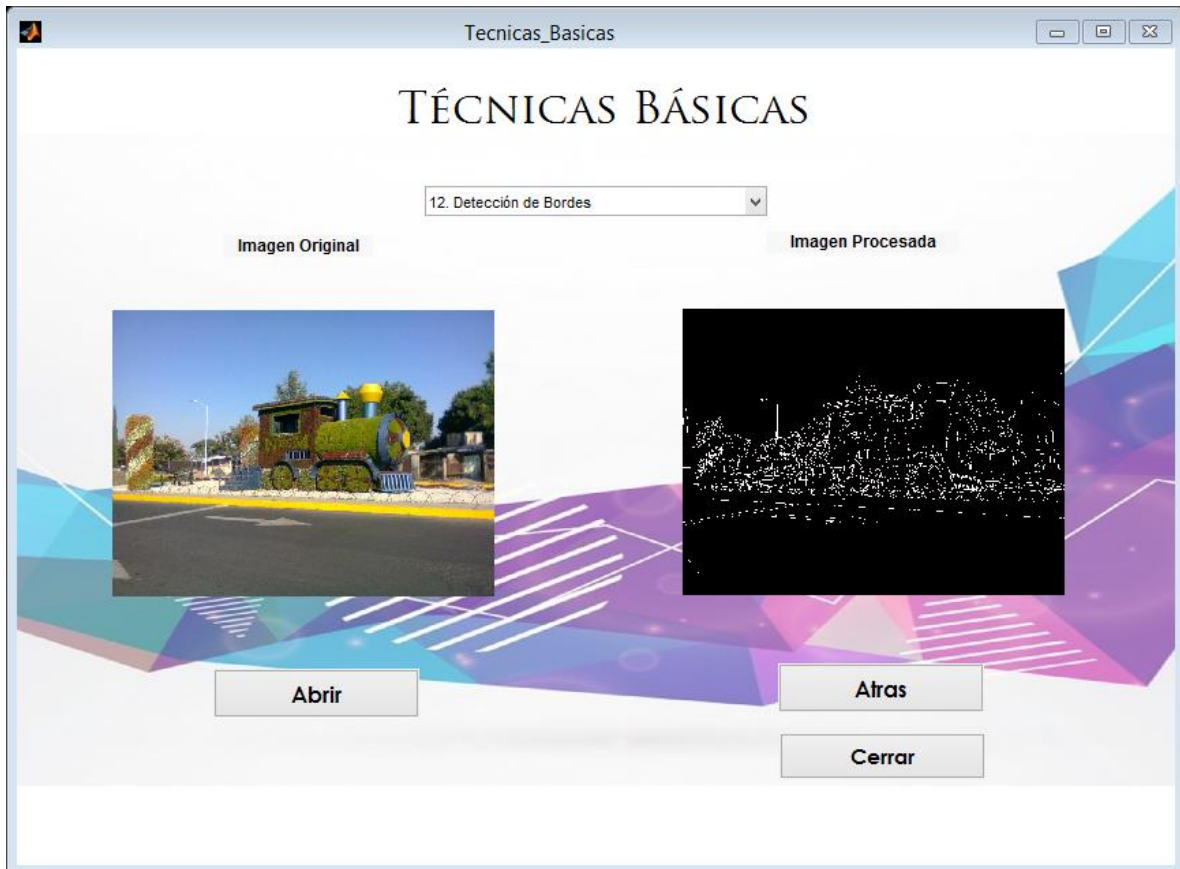 Tecnicas_Basicas
TÉCNICAS BÁSICAS
12. Detección de Bordes
Imagen Original
Imagen Procesada
Abrir
Atras
Cerrar